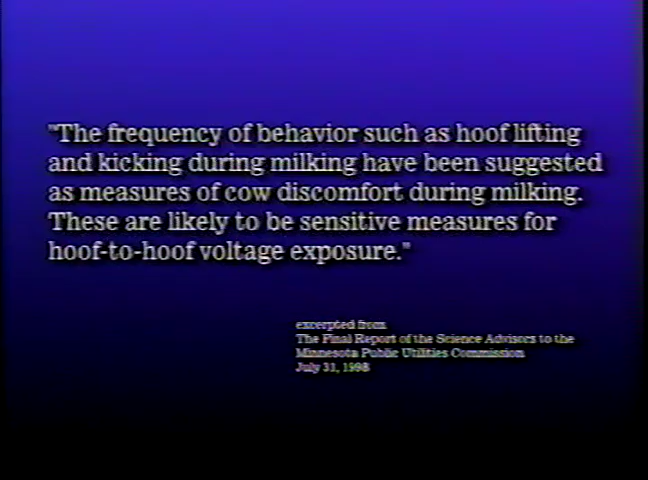 "The frequency of behavior such as hoof lifting
and kicking during milking have been suggested
as measures of cow discomfort during milking.
These are likely to be sensitive measures for
hoof-to-hoof voltage exposure."
excerpted from
The Final Report of the Science Advisors to the
Minnesota Public Utilities Commission
July 31, 1998